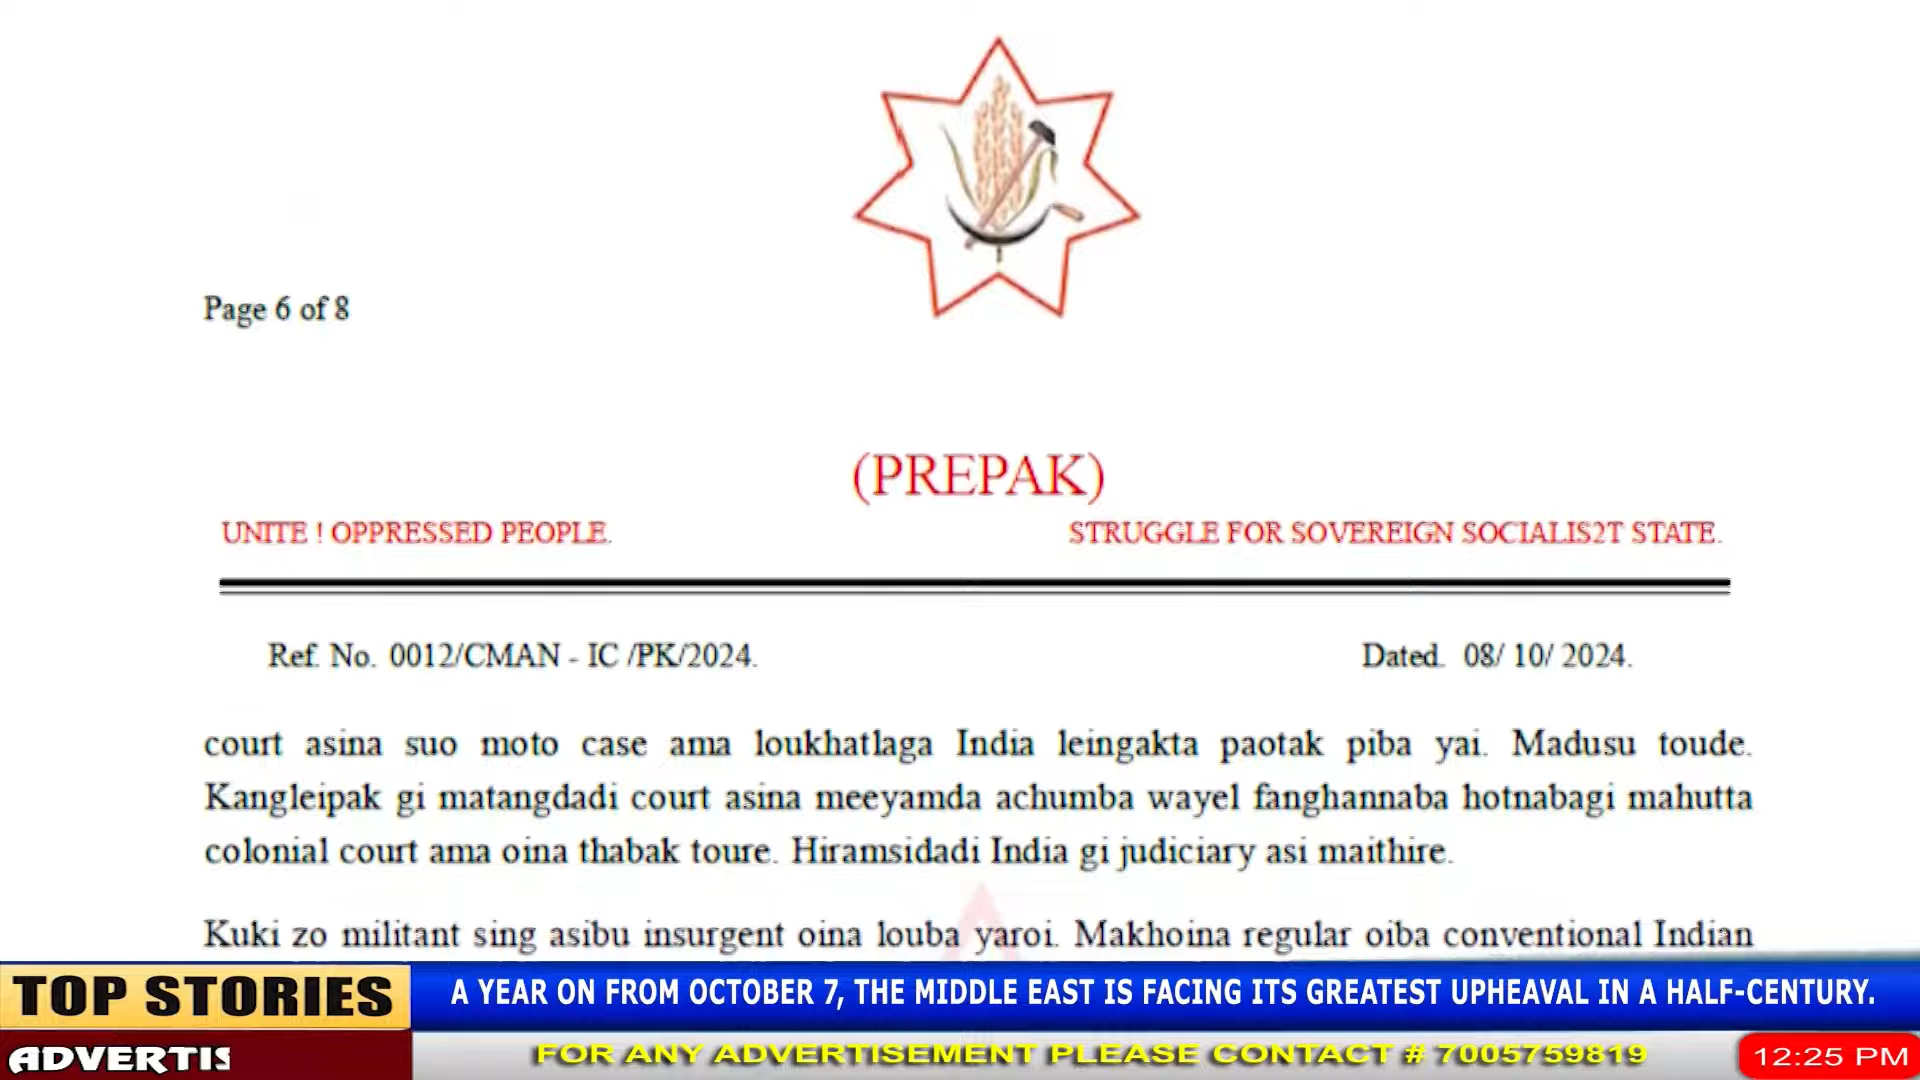 Page 6 of 8
(PREPAK)
UNITE ! OPPRESSED PEOPLE.
STRUGGLE FOR SOVEREIGN SOCIALIS2T STATE.
Ref. No. 0012/CMAN - IC /PK/2024.
Dated. 08/ 10/ 2024.
court asina suo moto case ama loukhatlaga India leingakta paotak piba yai. Madusu toude.
Kangleipak gi matangdadi court asina meeyamda achumba wayel fanghannaba hotnabagi mahutta
colonial court ama oina thabak toure. Hiramsidadi India gi judiciary asi maithire.
Kuki zo militant sing asibu insurgent oina louba yaroi. Makhoina regular oiba conventional Indian
TOP STORIES
A YEAR ON FROM OCTOBER 7, THE MIDDLE EAST IS FACING ITS GREATEST UPHEAVAL IN A HALF-CENTURY.
ADVERTIS
FOR ANY ADVERTISEMENT PLEASE CONTACT # 7005759819
12:25 PM